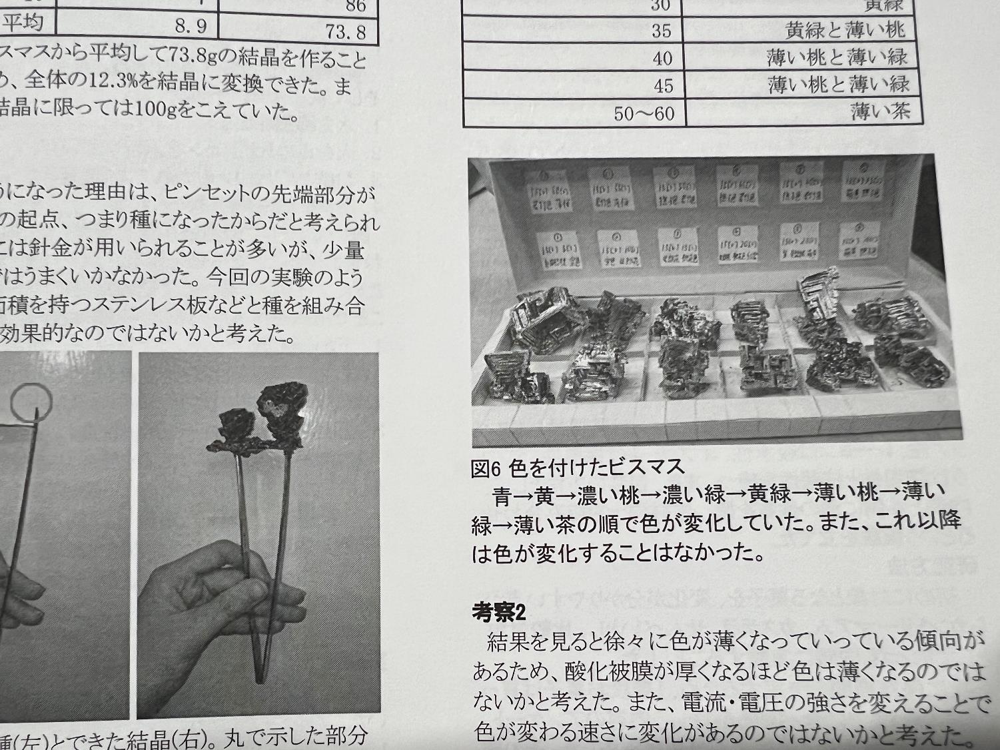 86
平均 8.9 73.8
スマスから平均して73.8gの結晶を作ること
め、全体の12.3%を結晶に変換できた。ま
結晶に限っては100gをこえていた。
うになった理由は、ピンセットの先端部分が
の起点、つまり種になったからだと考えられ
には針金が用いられることが多いが、少量
ではうまくいかなかった。今回の実験のよう
面積を持つステンレス板などと種を組み合
効果的なのではないかと考えた。
種(左)とできた結晶(右)。丸で示した部分
30 黄緑
35 黄緑と薄い桃
40 薄い桃と薄い緑
45 薄い桃と薄い緑
50～60 薄い茶
図6 色を付けたビスマス
青→黄→濃い桃→濃い緑→黄緑→薄い桃→薄い
緑→薄い茶の順で色が変化していた。また、これ以降
は色が変化することはなかった。
考察2
結果を見ると徐々に色が薄くなっていっている傾向が
あるため、酸化被膜が厚くなるほど色は薄くなるのでは
ないかと考えた。また、電流・電圧の強さを変えることで
色が変わる速さに変化があるのではないかと考えた。